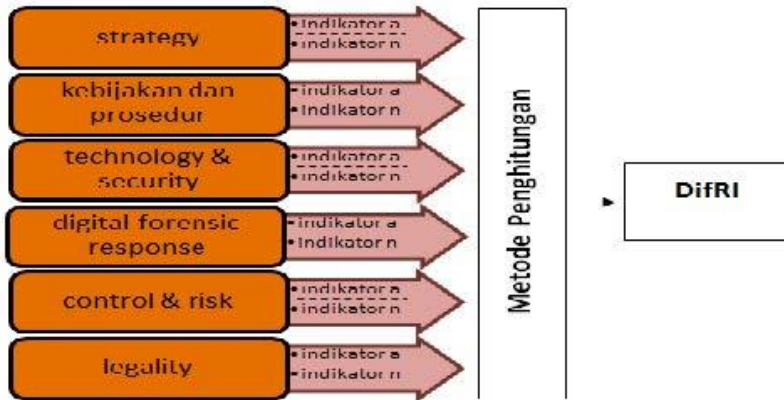 strategy
• indikator a
• indikator n
kebijakan dan
prosedur
• indikator a
• indikator n
technology &
security
• indikator a
• indikator n
digital forensic
response
• indikator a
• indikator n
control & risk
• indikator a
• indikator n
legality
• indikator a
• indikator n
Metode Penghitungan
DifRI